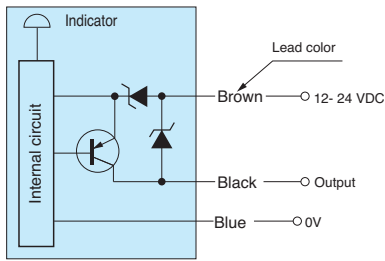 Indicator
Lead color
Internal circuit
Brown
12- 24 VDC
Black
Output
Blue
0V